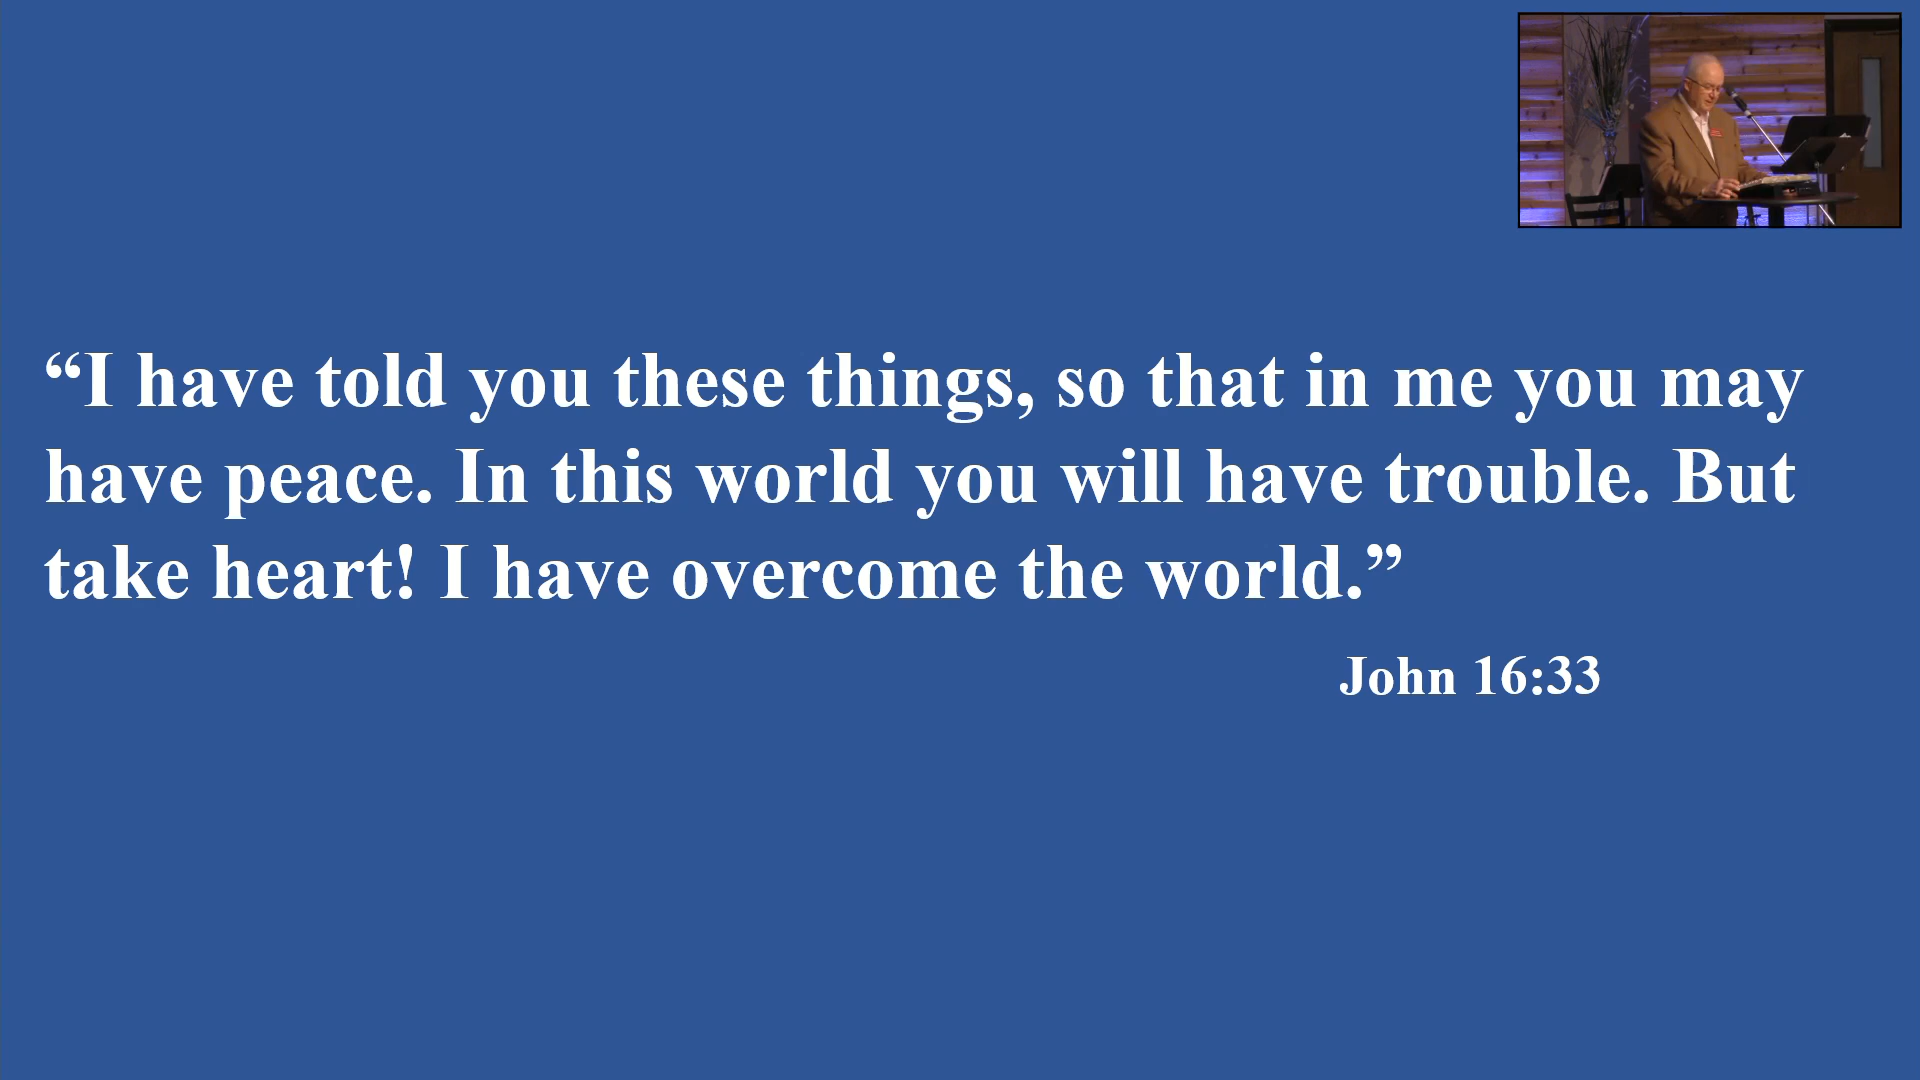 “I have told you these things, so that in me you may
have peace. In this world you will have trouble. But
take heart! I have overcome the world.”
John 16:33